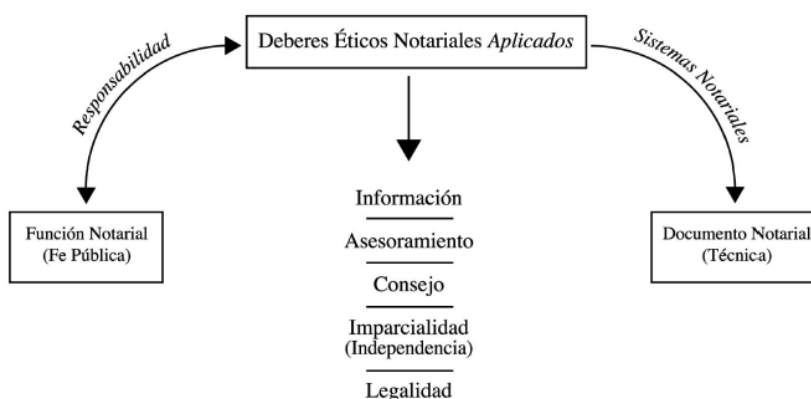 Deberes Éticos Notariales Aplicados
Responsabilidad
Sistemas Notariales
Función Notarial
(Fe Pública)
Información
Asesoramiento
Consejo
Imparcialidad
(Independencia)
Legalidad
Documento Notarial
(Técnica)